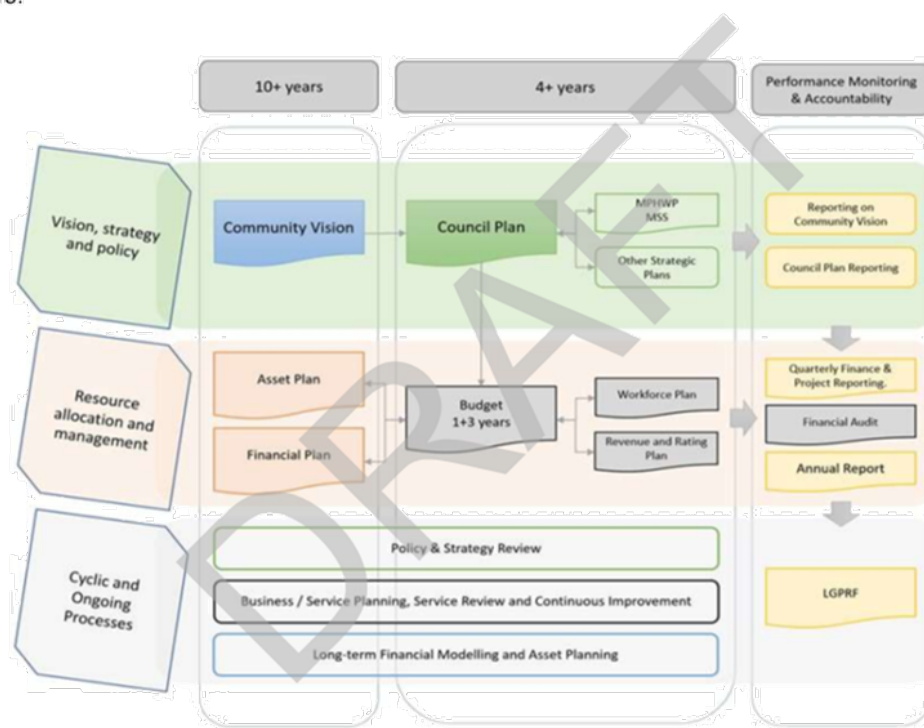 10+ years
4+ years
Performance Monitoring
& Accountability
Vision, strategy
and policy
Community Vision
Council Plan
MPHWP
MSS
Other Strategic
Plans
Reporting on
Community Vision
Council Plan Reporting
Resource
allocation and
management
Asset Plan
Financial Plan
Budget
1+3 years
Workforce Plan
Revenue and Rating
Plan
Quarterly Finance &
Project Reporting.
Financial Audit
Annual Report
Cyclic and
Ongoing
Processes
Policy & Strategy Review
Business / Service Planning, Service Review and Continuous Improvement
Long-term Financial Modelling and Asset Planning
LGPRF
DRAFT